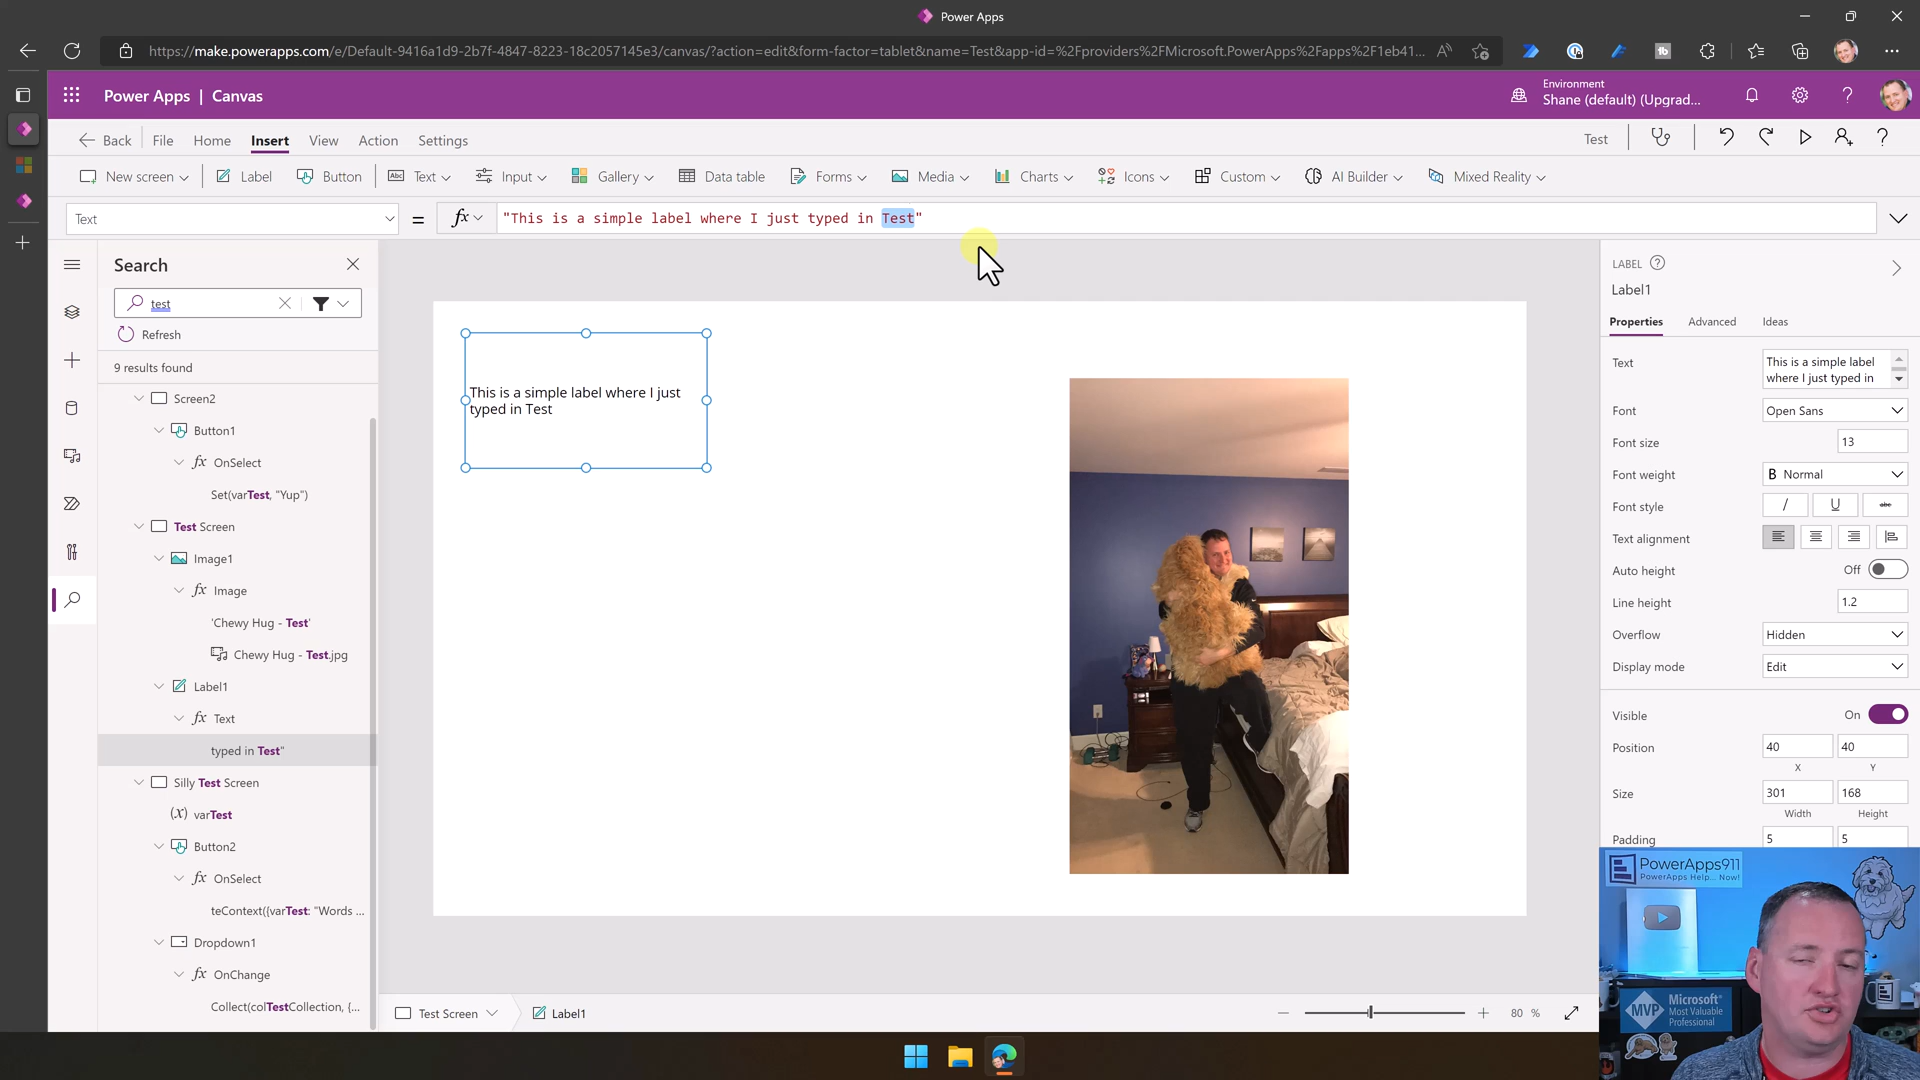 Power Apps
https://make.powerapps.com/e/Default-9416a1d9-2b7f-4847-8223-18c2057145e3/canvas/?action=edit&form-factor=tablet&name=Test&app-id=%2Fproviders%2FMicrosoft.PowerApps%2Fapps%2F1eb41...
Power Apps | Canvas
Environment
Shane (default) (Upgrad...
Back File Home Insert View Action Settings Test
New screen Label Button Text Input Gallery Data table Forms Media Charts Icons Custom AI Builder Mixed Reality
Text = fx "This is a simple label where I just typed in Test"
Search
test
Refresh
9 results found
Screen2
Button1
fx OnSelect
Set(varTest, "Yup")
Test Screen
Image1
fx Image
'Chewy Hug - Test'
Chewy Hug - Test.jpg
Label1
fx Text
typed in Test"
Silly Test Screen
(x) varTest
Button2
fx OnSelect
teContext({varTest: "Words ...
Dropdown1
fx OnChange
Collect(colTestCollection, {...
This is a simple label where I just
typed in Test
Test Screen Label1
80 %
LABEL
Label1
Properties Advanced Ideas
Text This is a simple label
where I just typed in
Font Open Sans
Font size 13
Font weight B Normal
Font style / U abc
Text alignment
Auto height Off
Line height 1.2
Overflow Hidden
Display mode Edit
Visible On
Position 40 40
X Y
Size 301 168
Width Height
Padding 5 5
PowerApps911
PowerApps Help... Now!
MVP Microsoft®
Most Valuable
Professional